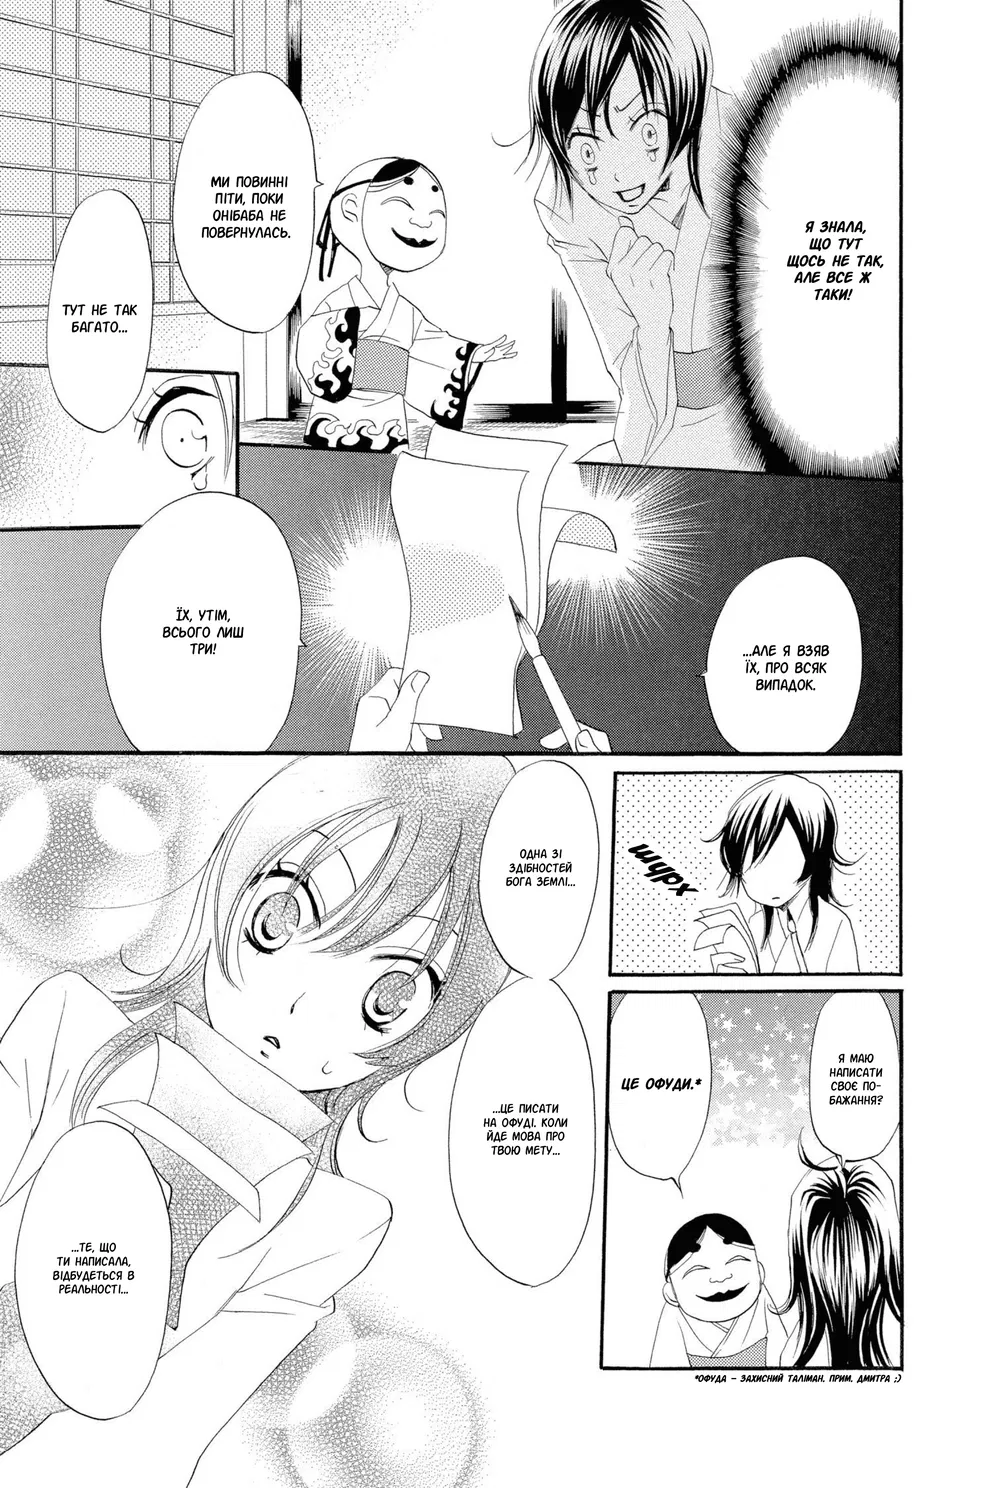 Я ЗНАЛА,
ЩО ТУТ
ЩОСЬ НЕ ТАК,
АЛЕ ВСЕ Ж
ТАКИ!
МИ ПОВИННІ
ПІТИ, ПОКИ
ОНІБАБА НЕ
ПОВЕРНУЛАСЬ.
ТУТ НЕ ТАК
БАГАТО...
...АЛЕ Я ВЗЯВ
ЇХ, ПРО ВСЯК
ВИПАДОК.
ЇХ, УТІМ,
ВСЬОГО ЛИШ
ТРИ!
ШУРХ
Я МАЮ
НАПИСАТИ
СВОЄ ПО-
БАЖАННЯ?
ЦЕ ОФУДИ.*
*ОФУДА – ЗАХИСНИЙ ТАЛІМАН. ПРИМ. ДМИТРА ;)
ОДНА ЗІ
ЗДІБНОСТЕЙ
БОГА ЗЕМЛІ...
...ЦЕ ПИСАТИ
НА ОФУДІ. КОЛИ
ЙДЕ МОВА ПРО
ТВОЮ МЕТУ...
...ТЕ, ЩО
ТИ НАПИСАЛА,
ВІДБУДЕТЬСЯ В
РЕАЛЬНОСТІ...